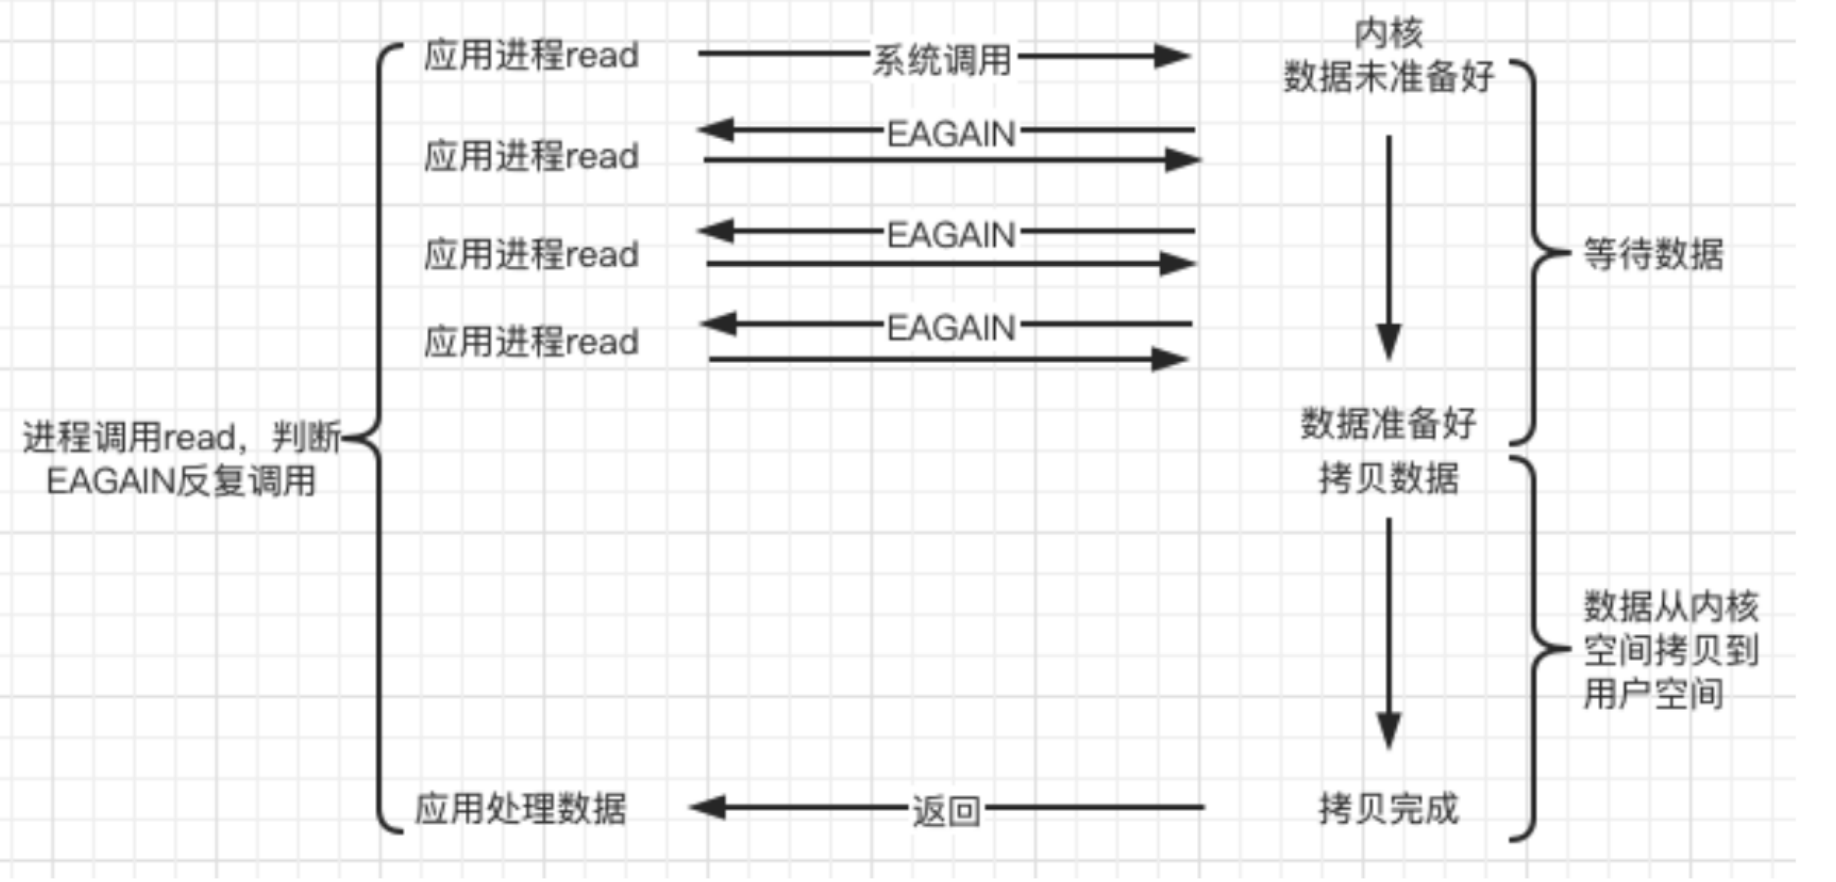 应用进程read
系统调用
内核
数据未准备好
EAGAIN
应用进程read
EAGAIN
应用进程read
等待数据
EAGAIN
应用进程read
进程调用read，判断
EAGAIN反复调用
数据准备好
拷贝数据
数据从内核
空间拷贝到
用户空间
应用处理数据
返回
拷贝完成